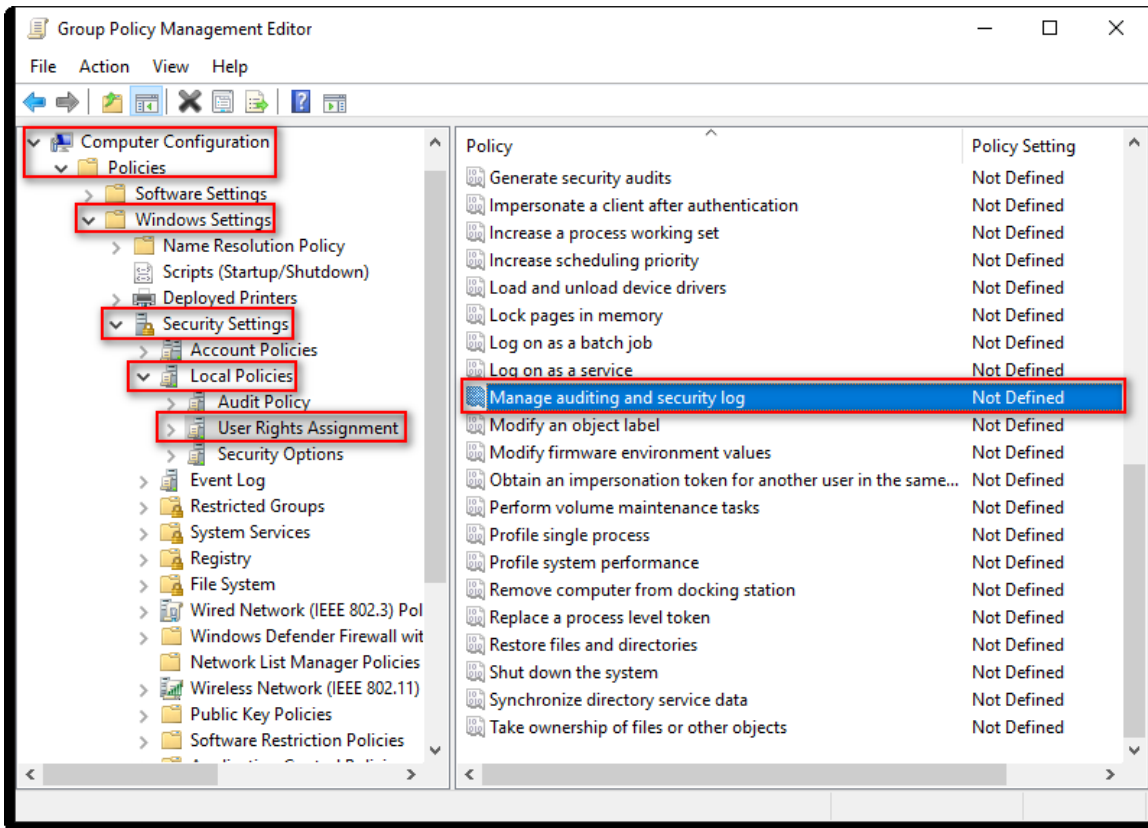 Group Policy Management Editor
File Action View Help
Computer Configuration
Policies
Software Settings
Windows Settings
Name Resolution Policy
Scripts (Startup/Shutdown)
Deployed Printers
Security Settings
Account Policies
Local Policies
Audit Policy
User Rights Assignment
Security Options
Event Log
Restricted Groups
System Services
Registry
File System
Wired Network (IEEE 802.3) Pol
Windows Defender Firewall wit
Network List Manager Policies
Wireless Network (IEEE 802.11)
Public Key Policies
Software Restriction Policies
Policy Policy Setting
Generate security audits Not Defined
Impersonate a client after authentication Not Defined
Increase a process working set Not Defined
Increase scheduling priority Not Defined
Load and unload device drivers Not Defined
Lock pages in memory Not Defined
Log on as a batch job Not Defined
Log on as a service Not Defined
Manage auditing and security log Not Defined
Modify an object label Not Defined
Modify firmware environment values Not Defined
Obtain an impersonation token for another user in the same... Not Defined
Perform volume maintenance tasks Not Defined
Profile single process Not Defined
Profile system performance Not Defined
Remove computer from docking station Not Defined
Replace a process level token Not Defined
Restore files and directories Not Defined
Shut down the system Not Defined
Synchronize directory service data Not Defined
Take ownership of files or other objects Not Defined